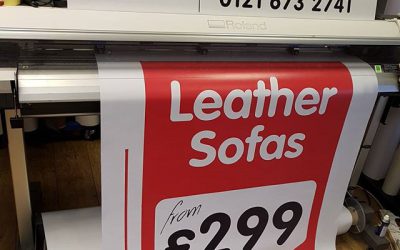 0121 673 2741
Roland
Leather
Sofas
from
£299